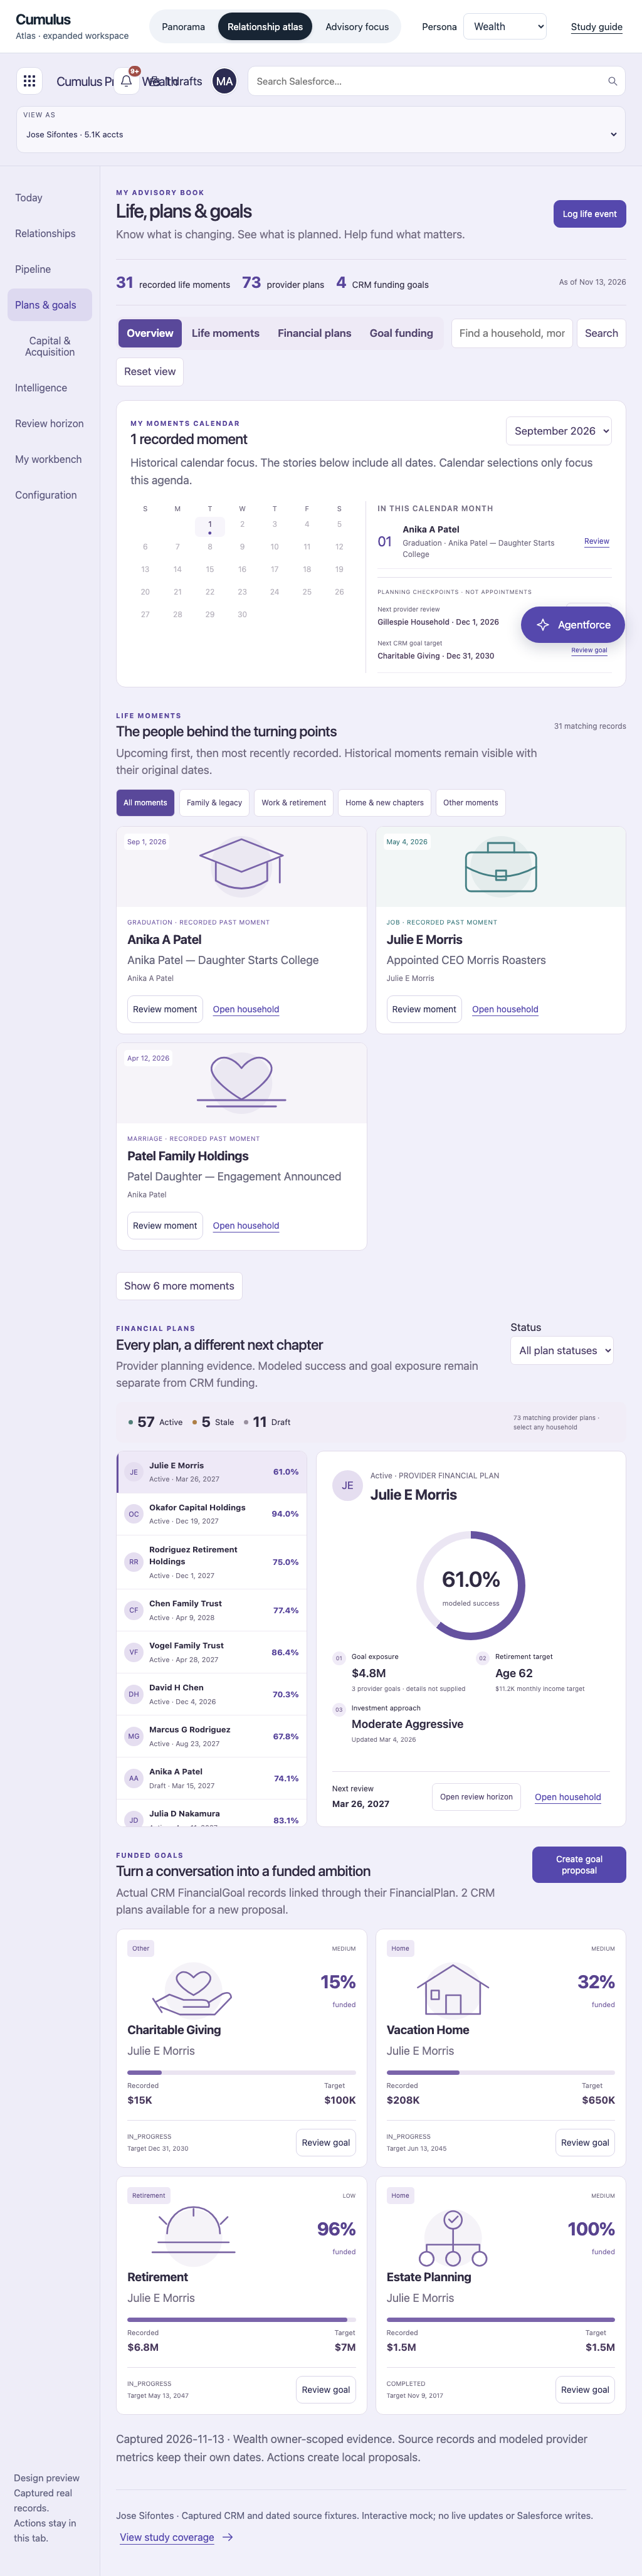 Cumulus
Atlas · expanded workspace
Panorama
Relationship atlas
Advisory focus
Persona
Wealth
Study guide
Cumulus
Wealth
9+
drafts
MA
Search Salesforce...
VIEW AS
Jose Sifontes · 5.1K accts
Today
Relationships
Pipeline
Plans & goals
Capital &
Acquisition
Intelligence
Review horizon
My workbench
Configuration
MY ADVISORY BOOK
Life, plans & goals
Know what is changing. See what is planned. Help fund what matters.
Log life event
31 recorded life moments
73 provider plans
4 CRM funding goals
As of Nov 13, 2026
Overview
Life moments
Financial plans
Goal funding
Find a household, mor
Search
Reset view
MY MOMENTS CALENDAR
1 recorded moment
September 2026
Historical calendar focus. The stories below include all dates. Calendar selections only focus
this agenda.
S M T W T F S
1 2 3 4 5
6 7 8 9 10 11 12
13 14 15 16 17 18 19
20 21 22 23 24 25 26
27 28 29 30
IN THIS CALENDAR MONTH
01
Anika A Patel
Graduation · Anika Patel — Daughter Starts
College
Review
PLANNING CHECKPOINTS · NOT APPOINTMENTS
Next provider review
Gillespie Household · Dec 1, 2026
Next CRM goal target
Charitable Giving · Dec 31, 2030
Review goal
Agentforce
LIFE MOMENTS
The people behind the turning points
31 matching records
Upcoming first, then most recently recorded. Historical moments remain visible with
their original dates.
All moments
Family & legacy
Work & retirement
Home & new chapters
Other moments
Sep 1, 2026
GRADUATION · RECORDED PAST MOMENT
Anika A Patel
Anika Patel — Daughter Starts College
Anika A Patel
Review moment
Open household
May 4, 2026
JOB · RECORDED PAST MOMENT
Julie E Morris
Appointed CEO Morris Roasters
Julie E Morris
Review moment
Open household
Apr 12, 2026
MARRIAGE · RECORDED PAST MOMENT
Patel Family Holdings
Patel Daughter — Engagement Announced
Anika Patel
Review moment
Open household
Show 6 more moments
FINANCIAL PLANS
Every plan, a different next chapter
Provider planning evidence. Modeled success and goal exposure remain
separate from CRM funding.
Status
All plan statuses
57 Active
5 Stale
11 Draft
73 matching provider plans ·
select any household
JE
Julie E Morris
Active · Mar 26, 2027
61.0%
OC
Okafor Capital Holdings
Active · Dec 19, 2027
94.0%
RR
Rodriguez Retirement
Holdings
Active · Dec 1, 2027
75.0%
CF
Chen Family Trust
Active · Apr 9, 2028
77.4%
VF
Vogel Family Trust
Active · Apr 28, 2027
86.4%
DH
David H Chen
Active · Dec 4, 2026
70.3%
MG
Marcus G Rodriguez
Active · Aug 23, 2027
67.8%
AA
Anika A Patel
Draft · Mar 15, 2027
74.1%
JD
Julia D Nakamura
83.1%
JE
Active · PROVIDER FINANCIAL PLAN
Julie E Morris
61.0%
modeled success
01
Goal exposure
$4.8M
3 provider goals · details not supplied
02
Retirement target
Age 62
$11.2K monthly income target
03
Investment approach
Moderate Aggressive
Updated Mar 4, 2026
Next review
Mar 26, 2027
Open review horizon
Open household
FUNDED GOALS
Turn a conversation into a funded ambition
Actual CRM FinancialGoal records linked through their FinancialPlan. 2 CRM
plans available for a new proposal.
Create goal
proposal
Other
MEDIUM
15%
funded
Charitable Giving
Julie E Morris
Recorded
$15K
Target
$100K
IN_PROGRESS
Target Dec 31, 2030
Review goal
Home
MEDIUM
32%
funded
Vacation Home
Julie E Morris
Recorded
$208K
Target
$650K
IN_PROGRESS
Target Jun 13, 2045
Review goal
Retirement
LOW
96%
funded
Retirement
Julie E Morris
Recorded
$6.8M
Target
$7M
IN_PROGRESS
Target May 13, 2047
Review goal
Home
MEDIUM
100%
funded
Estate Planning
Julie E Morris
Recorded
$1.5M
Target
$1.5M
COMPLETED
Target Nov 9, 2017
Review goal
Captured 2026-11-13 · Wealth owner-scoped evidence. Source records and modeled provider
metrics keep their own dates. Actions create local proposals.
Design preview
Captured real
records.
Actions stay in
this tab.
Jose Sifontes · Captured CRM and dated source fixtures. Interactive mock; no live updates or Salesforce writes.
View study coverage